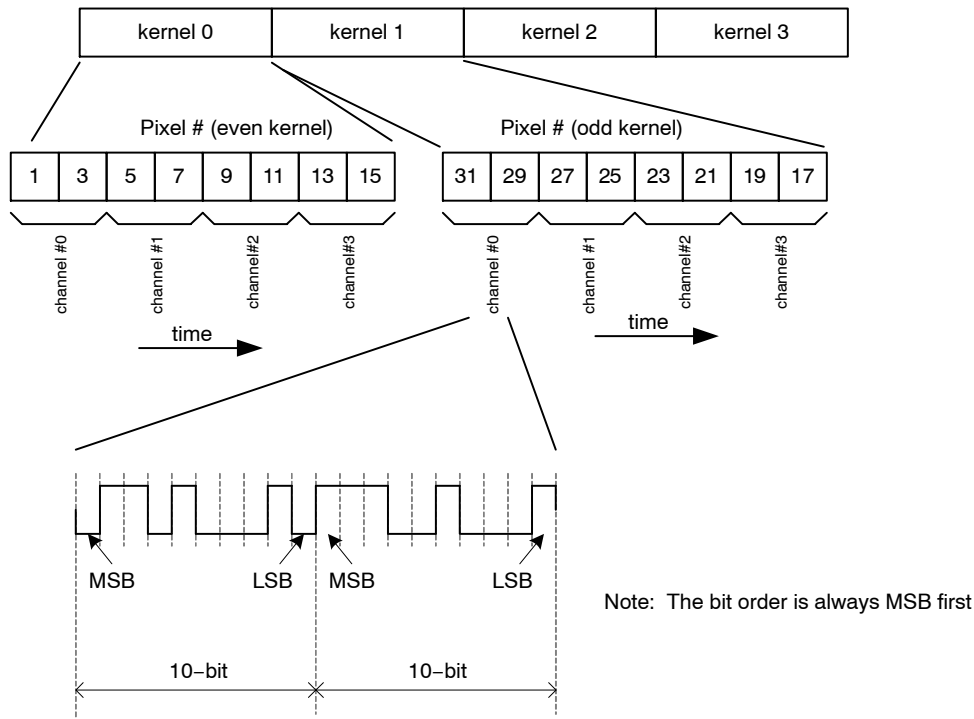 kernel 0 kernel 1 kernel 2 kernel 3
Pixel # (even kernel) Pixel # (odd kernel)
1 3 5 7 9 11 13 15 31 29 27 25 23 21 19 17
channel #0 channel #1 channel#2 channel#3 channel #0 channel #1 channel#2 channel#3
time time
MSB LSB MSB LSB
Note: The bit order is always MSB first
10−bit 10−bit